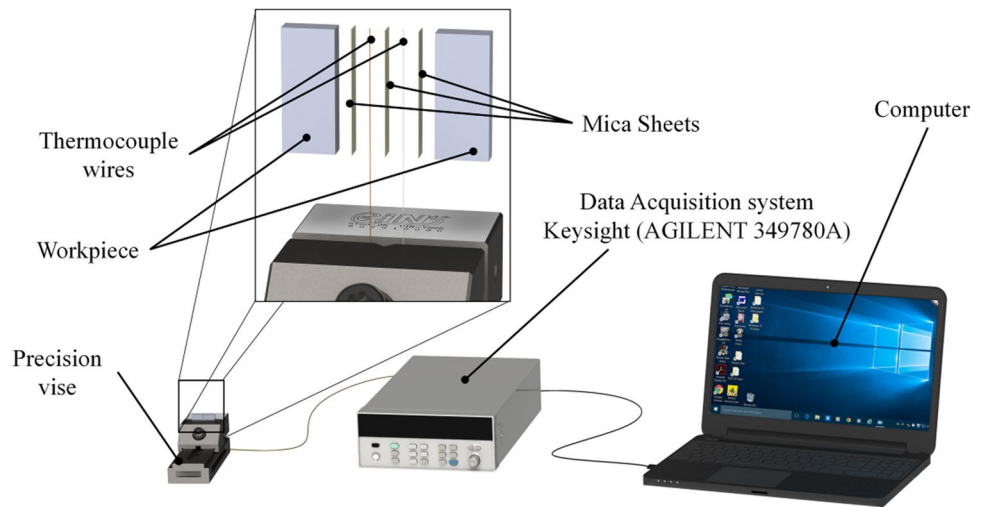 Thermocouple
wires
Mica Sheets
Computer
Data Acquisition system
Keysight (AGILENT 349780A)
Workpiece
Precision
vise